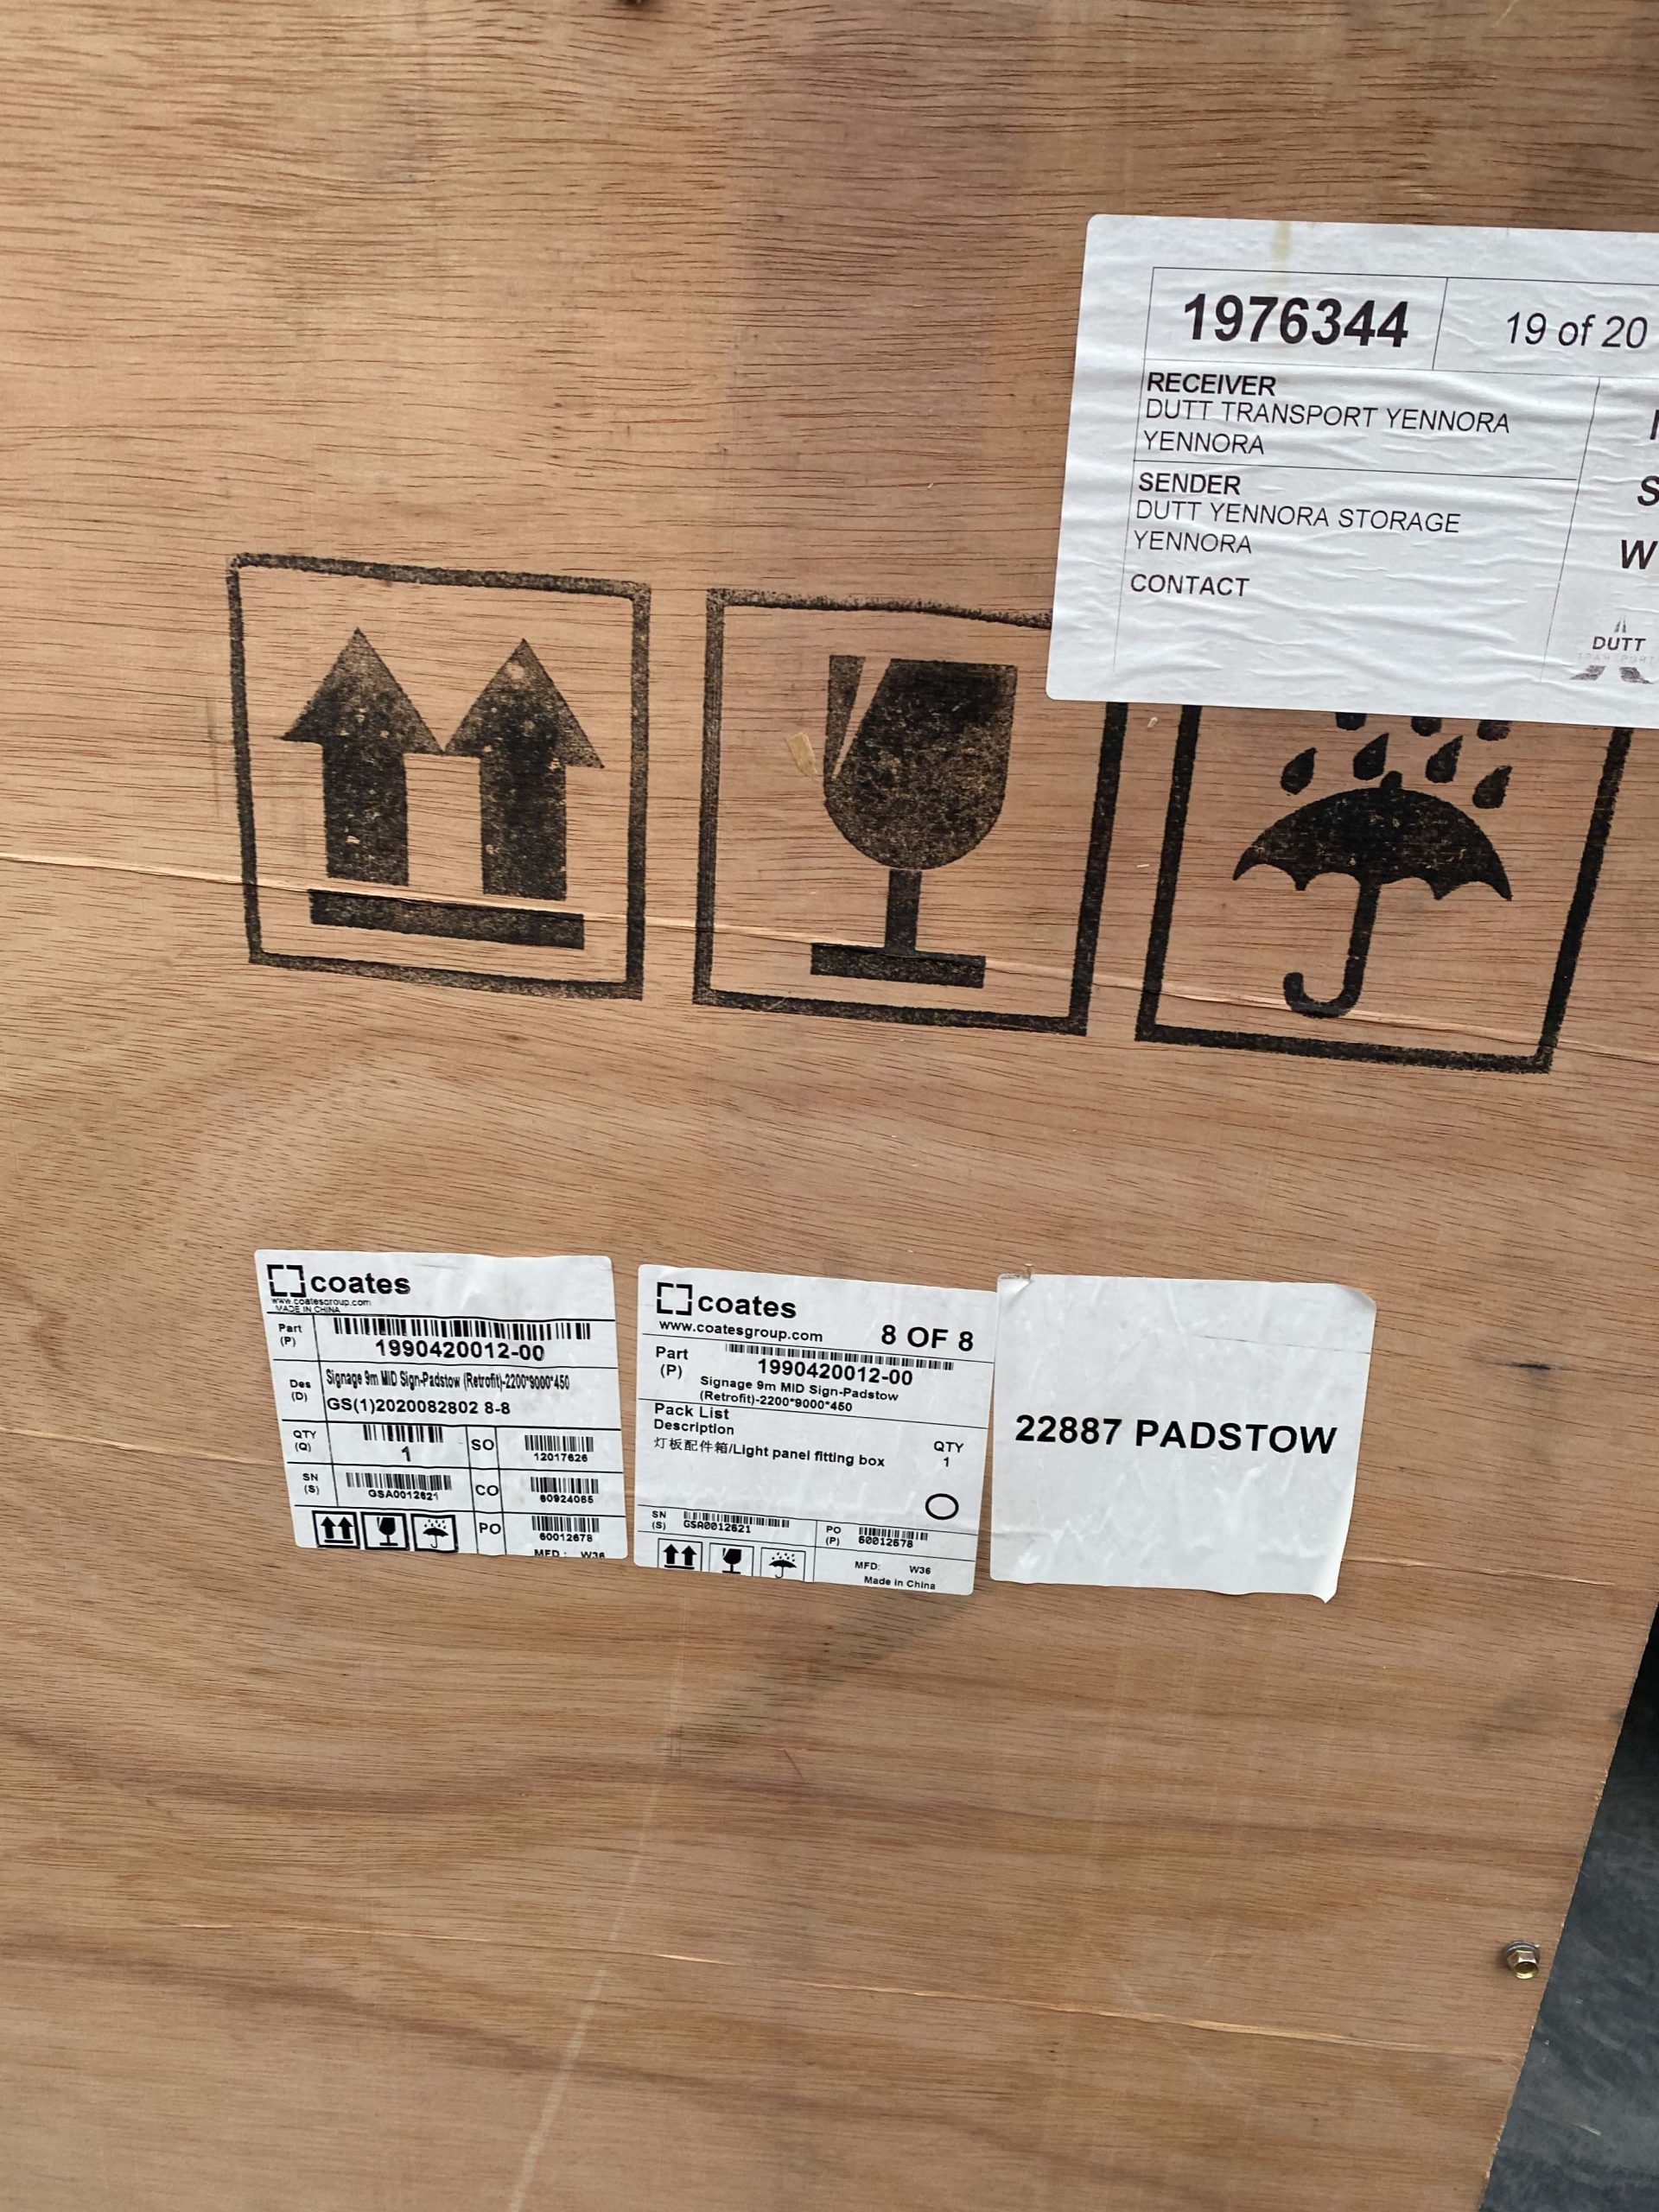 1976344
19 of 20
RECEIVER
DUTT TRANSPORT YENNORA
YENNORA
SENDER
DUTT YENNORA STORAGE
YENNORA
CONTACT
S
W
DUTT
TRANSPORT
coates
www.coatesgroup.com
MADE IN CHINA
Part
(P)
1990420012-00
Des
(D)
Signage 9m MID Sign-Padstow (Retrofit)-2200*9000*450
GS(1)2020082802 8-8
QTY
(Q)
1
SO
12017626
SN
(S)
GSA0012621
CO
60924085
PO
60012678
MFD: W36
coates
www.coatesgroup.com
8 OF 8
Part
(P)
1990420012-00
Signage 9m MID Sign-Padstow
(Retrofit)-2200*9000*450
Pack List
Description
QTY
灯板配件箱/Light panel fitting box
1
SN
(S)
GSA0012621
PO
(P)
60012678
MFD: W36
Made in China
22887 PADSTOW